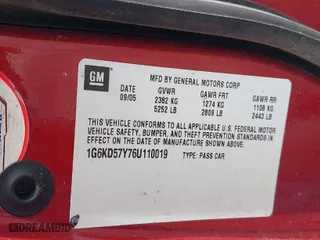 GM
MFD BY GENERAL MOTORS CORP
DATE GVWR GAWR FRT GAWR RR
09/05 2382 KG 1274 KG 1108 KG
5252 LB 2809 LB 2443 LB
THIS VEHICLE CONFORMS TO ALL APPLICABLE U.S. FEDERAL MOTOR
VEHICLE SAFETY, BUMPER, AND THEFT PREVENTION STANDARDS
IN EFFECT ON THE DATE OF MANUFACTURE SHOWN ABOVE.
1G6KD57Y76U110019 TYPE: PASS CAR
DREAMBID